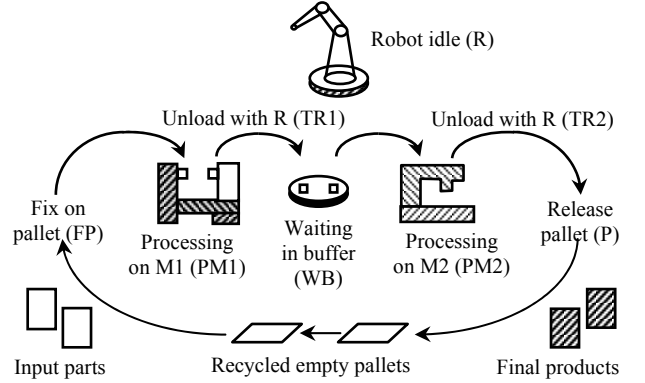 Robot idle (R)
Unload with R (TR1)
Unload with R (TR2)
Fix on
pallet (FP)
Processing
on M1 (PM1)
Waiting
in buffer
(WB)
Processing
on M2 (PM2)
Release
pallet (P)
Input parts
Recycled empty pallets
Final products